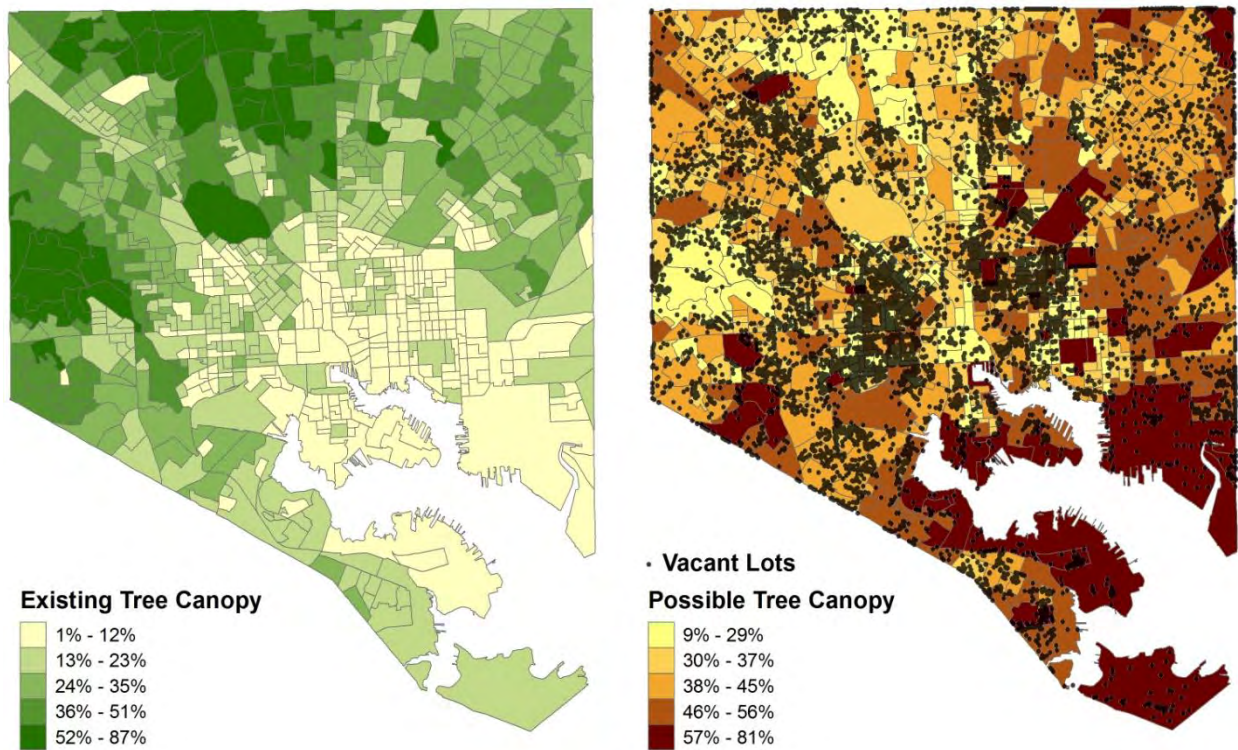 Existing Tree Canopy
1% - 12%
13% - 23%
24% - 35%
36% - 51%
52% - 87%
Vacant Lots
Possible Tree Canopy
9% - 29%
30% - 37%
38% - 45%
46% - 56%
57% - 81%